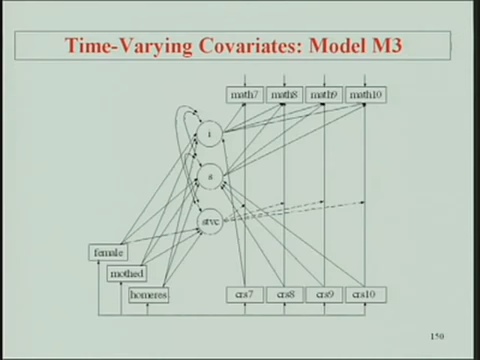 Time-Varying Covariates: Model M3
math7 math8 math9 math10
i
s
stvc
female
mothed
homeres
crs7 crs8 crs9 crs10
150